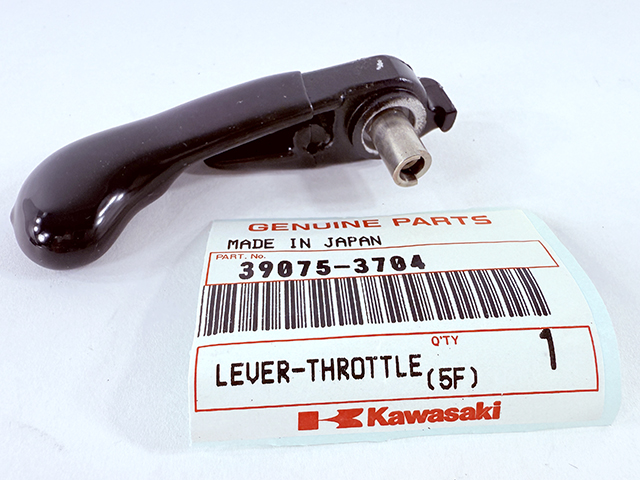 GENUINE PARTS
MADE IN JAPAN
PART. No.
39075-3704
Q'TY
LEVER-THROTTLE (5F) 1
Kawasaki